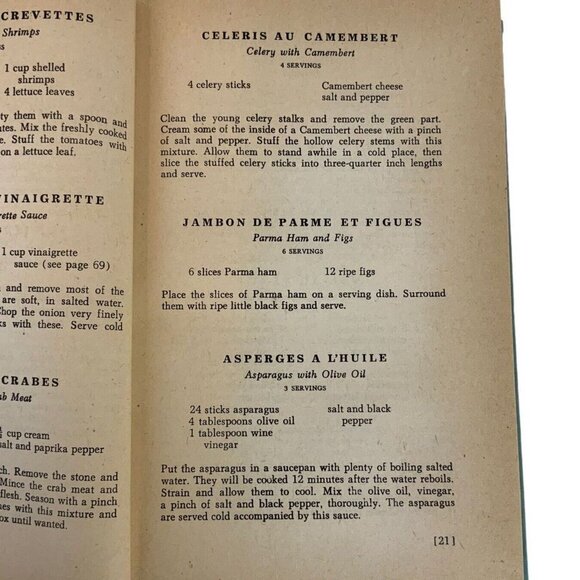 CREVETTES
Shrimps
1 cup shelled
shrimps
4 lettuce leaves
ty them with a spoon and
utes. Mix the freshly cooked
e. Stuff the tomatoes with
on a lettuce leaf.
VINAIGRETTE
rette Sauce
1 cup vinaigrette
sauce (see page 69)
and remove most of the
are soft, in salted water.
Chop the onion very finely
ks with these. Serve cold
CRABES
ab Meat
cup cream
salt and paprika pepper
ch. Remove the stone and
Mince the crab meat and
flesh. Season with a pinch
oes with this mixture and
ox until wanted.
CELERIS AU CAMEMBERT
Celery with Camembert
4 SERVINGS
4 celery sticks Camembert cheese
salt and pepper
Clean the young celery stalks and remove the green part.
Cream some of the inside of a Camembert cheese with a pinch
of salt and pepper. Stuff the hollow celery stems with this
mixture. Allow them to stand awhile in a cold place, then
slice the stuffed celery sticks into three-quarter inch lengths
and serve.
JAMBON DE PARME ET FIGUES
Parma Ham and Figs
6 SERVINGS
6 slices Parma ham 12 ripe figs
Place the slices of Parma ham on a serving dish. Surround
them with ripe little black figs and serve.
ASPERGES A L'HUILE
Asparagus with Olive Oil
3 SERVINGS
24 sticks asparagus salt and black
4 tablespoons olive oil pepper
1 tablespoon wine
vinegar
Put the asparagus in a saucepan with plenty of boiling salted
water. They will be cooked 12 minutes after the water reboils.
Strain and allow them to cool. Mix the olive oil, vinegar,
a pinch of salt and black pepper, thoroughly. The asparagus
are served cold accompanied by this sauce.
[21]